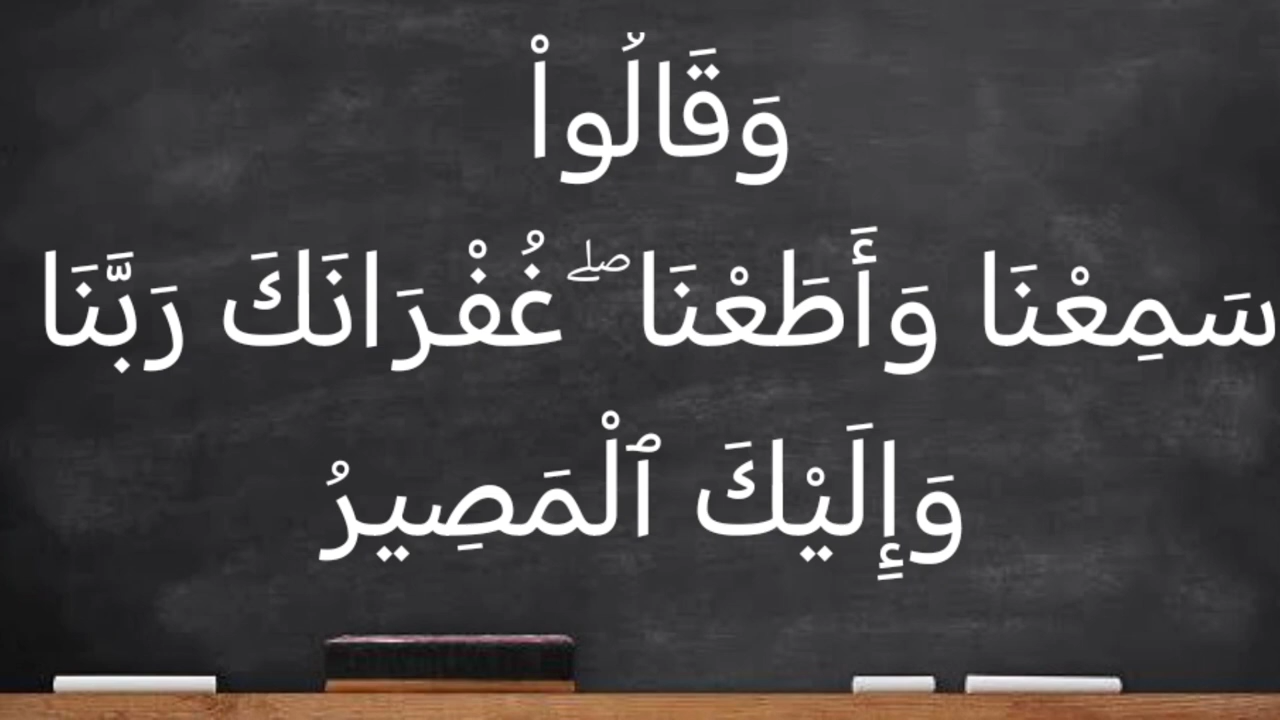 وَقَالُواْ
سَمِعْنَا وَأَطَعْنَا ۖ غُفْرَانَكَ رَبَّنَا
وَإِلَيْكَ ٱلْمَصِيرُ